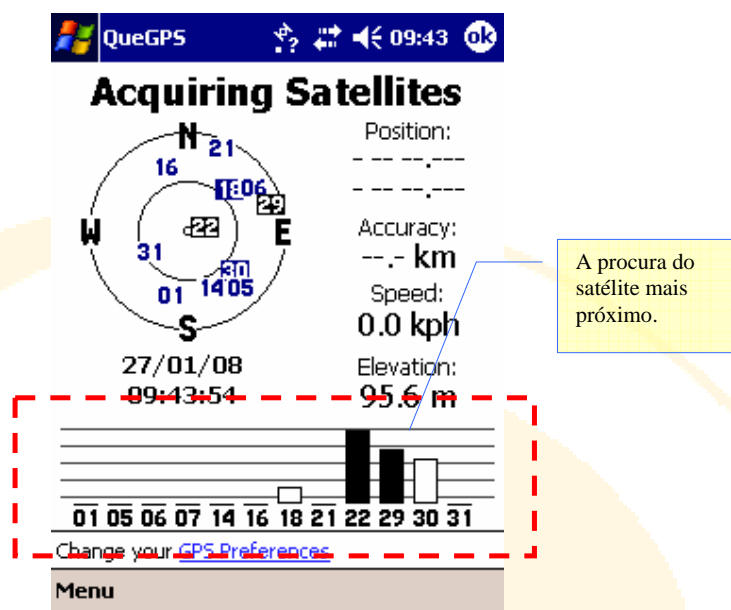 QueGPS 09:43 ok
Acquiring Satellites
N
21
16
18 06
29
22
W E
31
30
01 14 05
S
27/01/08
09:43:54
Position:
- -- --.---
- -- --.---
Accuracy:
--.- km
Speed:
0.0 kph
Elevation:
95.6 m
A procura do
satélite mais
próximo.
01 05 06 07 14 16 18 21 22 29 30 31
Change your GPS Preferences
Menu